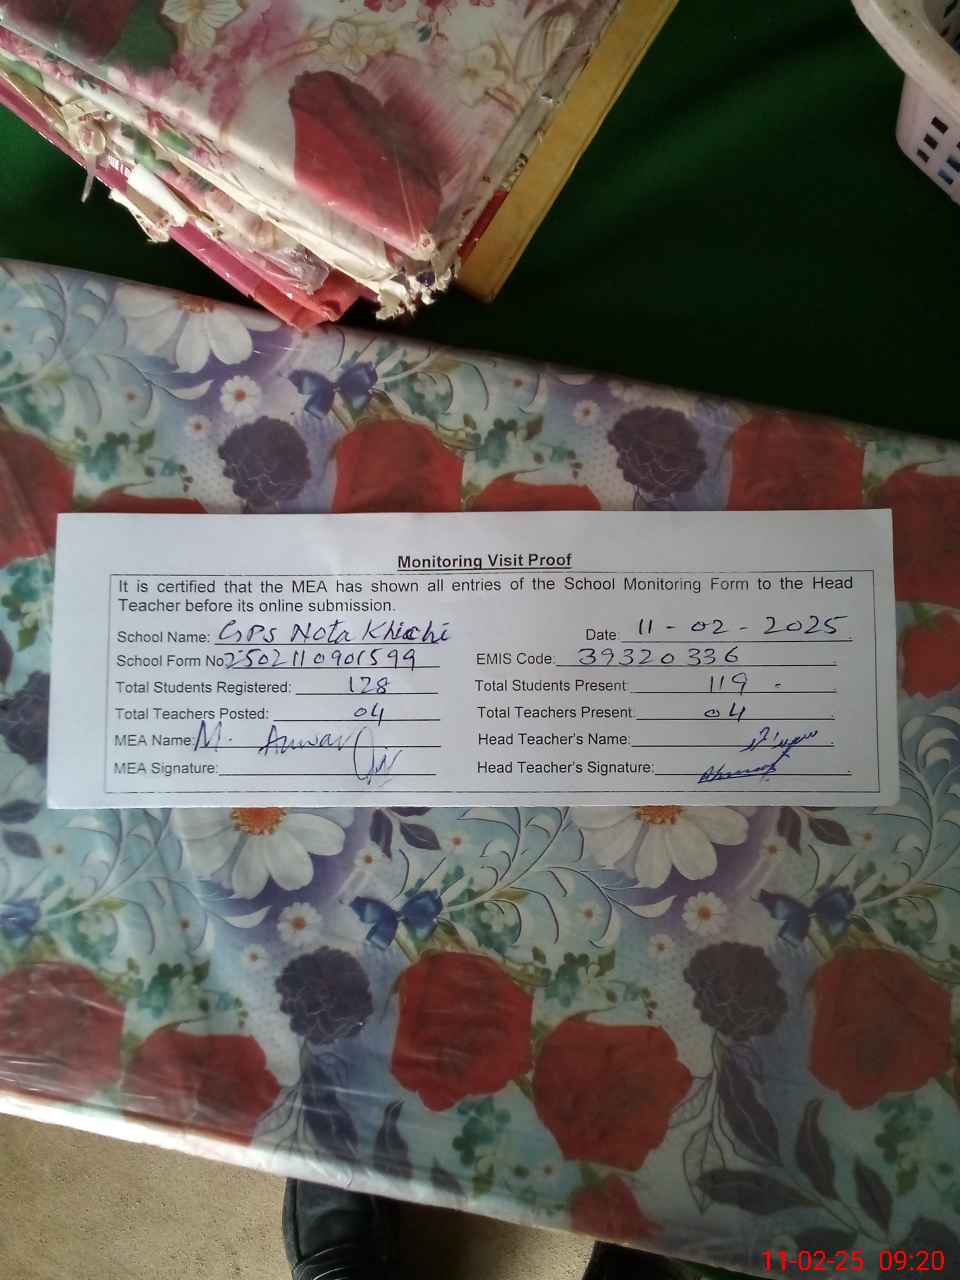 Monitoring Visit Proof
It is certified that the MEA has shown all entries of the School Monitoring Form to the Head
Teacher before its online submission.
School Name: GPS Nota Khichi Date: 11-02-2025
School Form No 2502110901599 EMIS Code: 39320336
Total Students Registered: 128 Total Students Present: 119
Total Teachers Posted: 04 Total Teachers Present: 04
MEA Name: M. Anwar Head Teacher's Name:
MEA Signature: Head Teacher's Signature:
11-02-25 09:20